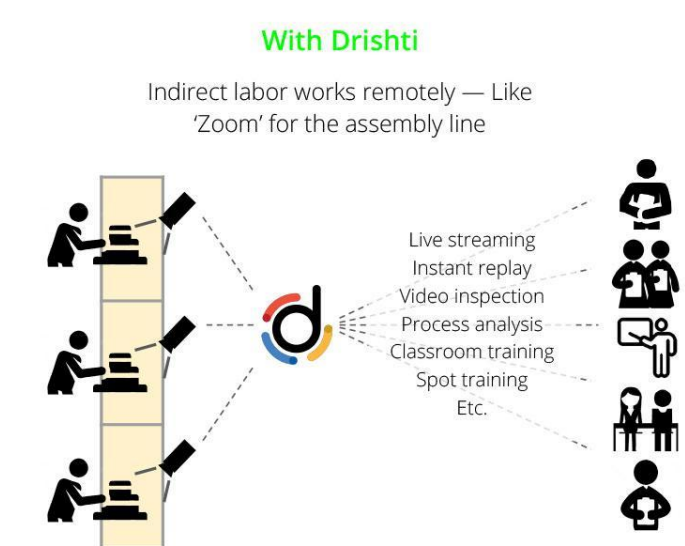 With Drishti
Indirect labor works remotely — Like
‘Zoom’ for the assembly line
Live streaming
Instant replay
Video inspection
Process analysis
Classroom training
Spot training
Etc.